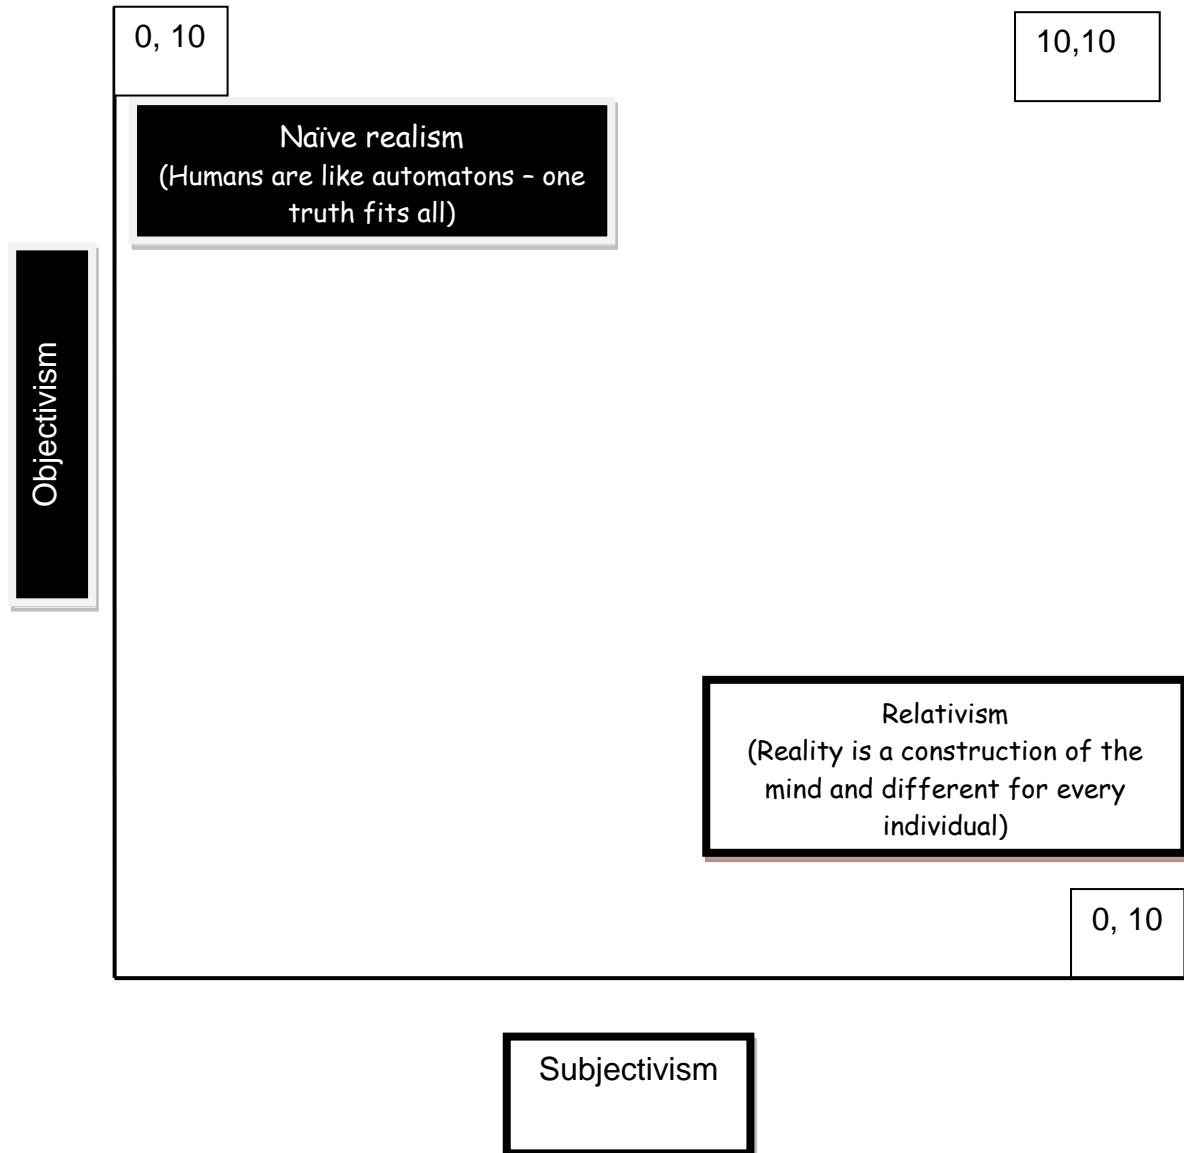 0, 10
10,10
Naïve realism
(Humans are like automatons – one
truth fits all)
Objectivism
Relativism
(Reality is a construction of the
mind and different for every
individual)
0, 10
Subjectivism